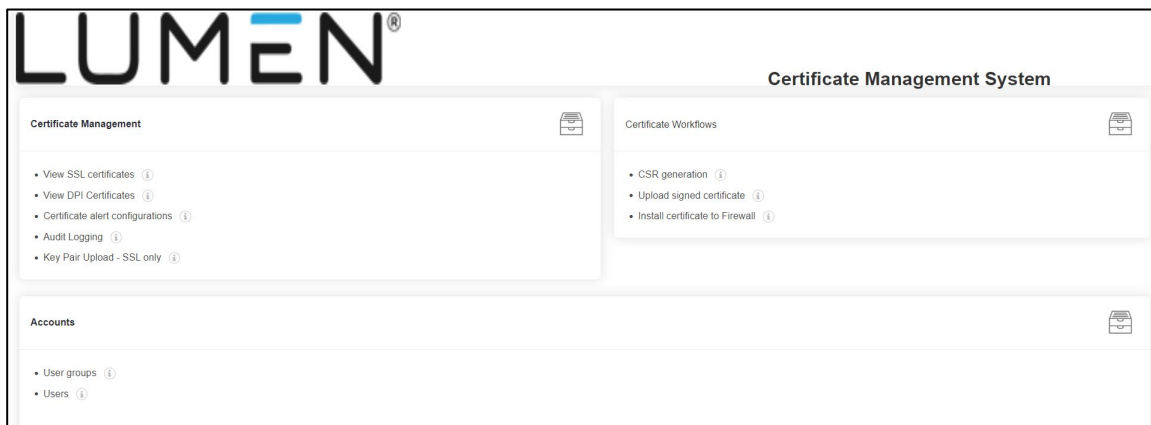 LUMEN®
Certificate Management System
Certificate Management
• View SSL certificates
• View DPI Certificates
• Certificate alert configurations
• Audit Logging
• Key Pair Upload - SSL only
Certificate Workflows
• CSR generation
• Upload signed certificate
• Install certificate to Firewall
Accounts
• User groups
• Users